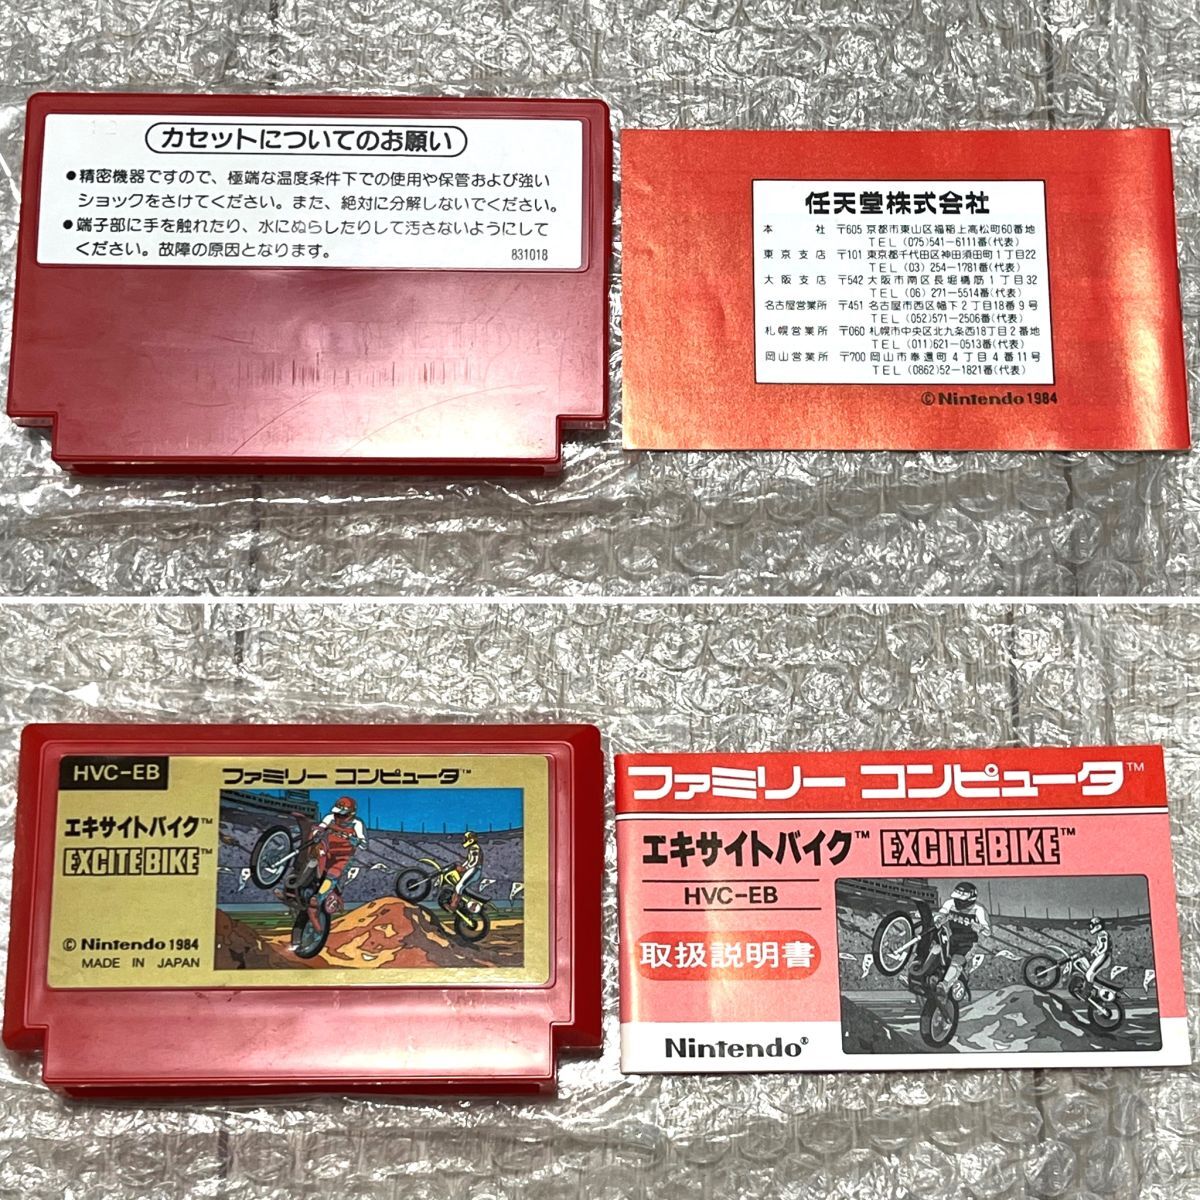 カセットについてのお願い
●精密機器ですので、極端な温度条件下での使用や保管および強い
ショックをさけてください。また、絶対に分解しないでください。
●端子部に手を触れたり、水にぬらしたりして汚さないようにして
ください。故障の原因となります。
831018
任天堂株式会社
本 社 〒605 京都市東山区福稲上高松町60番地
TEL (075)541-6111番(代表)
東京支店 〒101 東京都千代田区神田須田町1丁目22
TEL (03) 254-1781番(代表)
大阪支店 〒542 大阪市南区長堀橋筋1丁目32
TEL (06) 271-5514番(代表)
名古屋営業所 〒451 名古屋市西区幅下2丁目18番9号
TEL (052)571-2506番(代表)
札幌営業所 〒060 札幌市中央区北九条西18丁目2番地
TEL (011)621-0513番(代表)
岡山営業所 〒700 岡山市奉還町4丁目4番11号
TEL (0862)52-1821番(代表)
©Nintendo 1984
HVC-EB
ファミリー コンピュータ™
エキサイトバイク™
EXCITEBIKE™
© Nintendo 1984
MADE IN JAPAN
ファミリー コンピュータ™
エキサイトバイク™ EXCITEBIKE™
HVC-EB
取扱説明書
Nintendo®